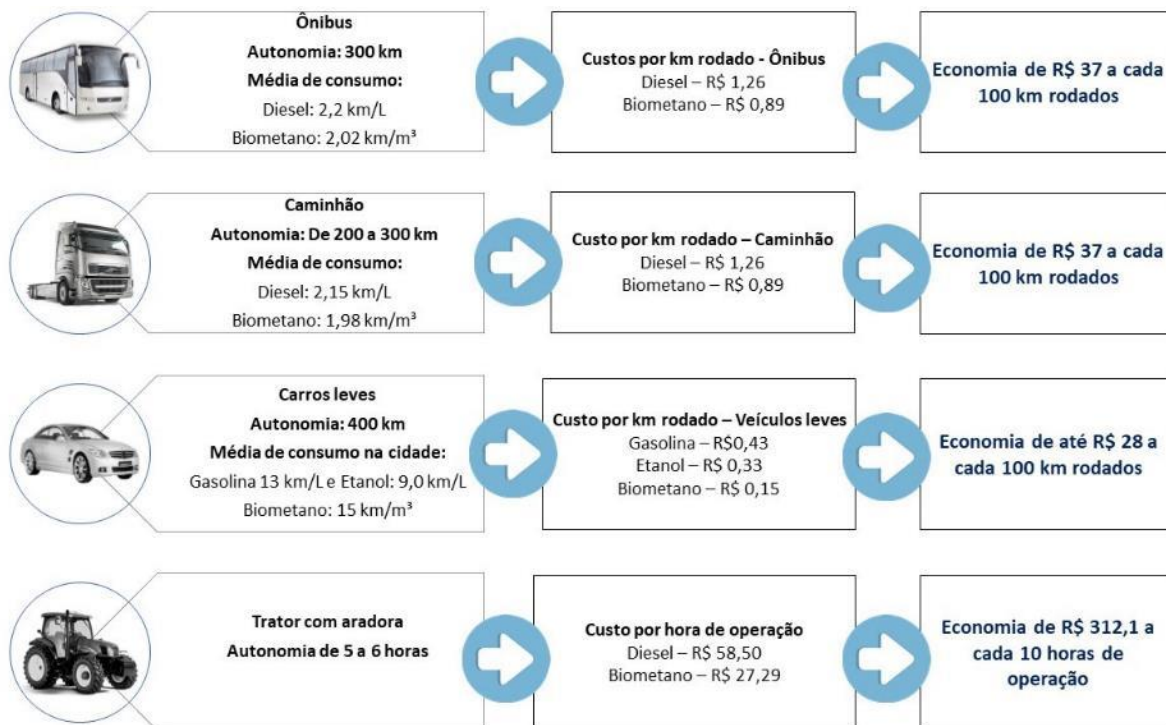 Ônibus
Autonomia: 300 km
Média de consumo:
Diesel: 2,2 km/L
Biometano: 2,02 km/m³
Custos por km rodado - Ônibus
Diesel – R$ 1,26
Biometano – R$ 0,89
Economia de R$ 37 a cada
100 km rodados
Caminhão
Autonomia: De 200 a 300 km
Média de consumo:
Diesel: 2,15 km/L
Biometano: 1,98 km/m³
Custo por km rodado – Caminhão
Diesel – R$ 1,26
Biometano – R$ 0,89
Economia de R$ 37 a cada
100 km rodados
Carros leves
Autonomia: 400 km
Média de consumo na cidade:
Gasolina 13 km/L e Etanol: 9,0 km/L
Biometano: 15 km/m³
Custo por km rodado – Veículos leves
Gasolina – R$0,43
Etanol – R$ 0,33
Biometano – R$ 0,15
Economia de até R$ 28 a
cada 100 km rodados
Trator com aradora
Autonomia de 5 a 6 horas
Custo por hora de operação
Diesel – R$ 58,50
Biometano – R$ 27,29
Economia de R$ 312,1 a
cada 10 horas de
operação